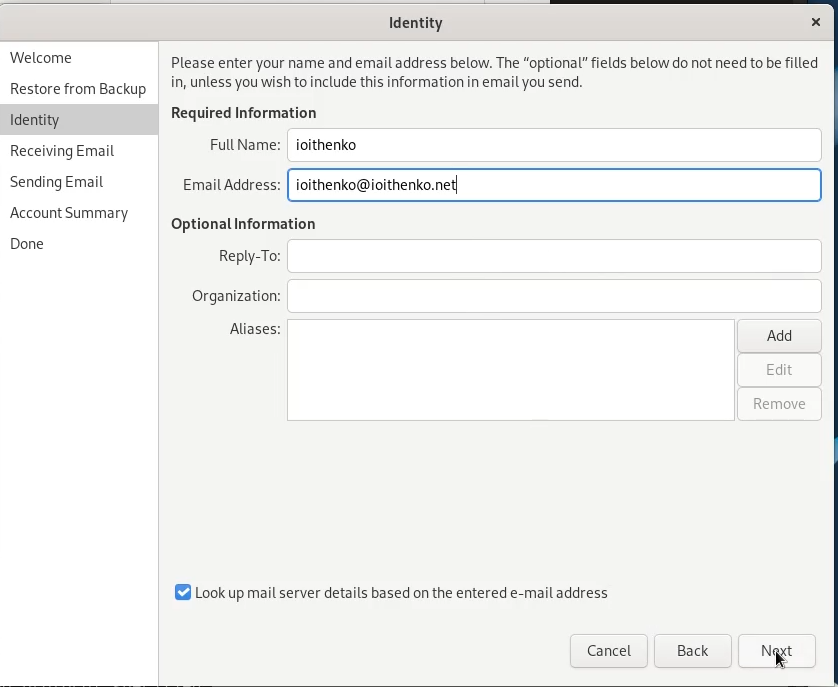 Identity
Welcome
Restore from Backup
Identity
Receiving Email
Sending Email
Account Summary
Done
Please enter your name and email address below. The “optional” fields below do not need to be filled
in, unless you wish to include this information in email you send.
Required Information
Full Name: ioithenko
Email Address: ioithenko@ioithenko.net
Optional Information
Reply-To:
Organization:
Aliases:
Add
Edit
Remove
Look up mail server details based on the entered e-mail address
Cancel Back Next